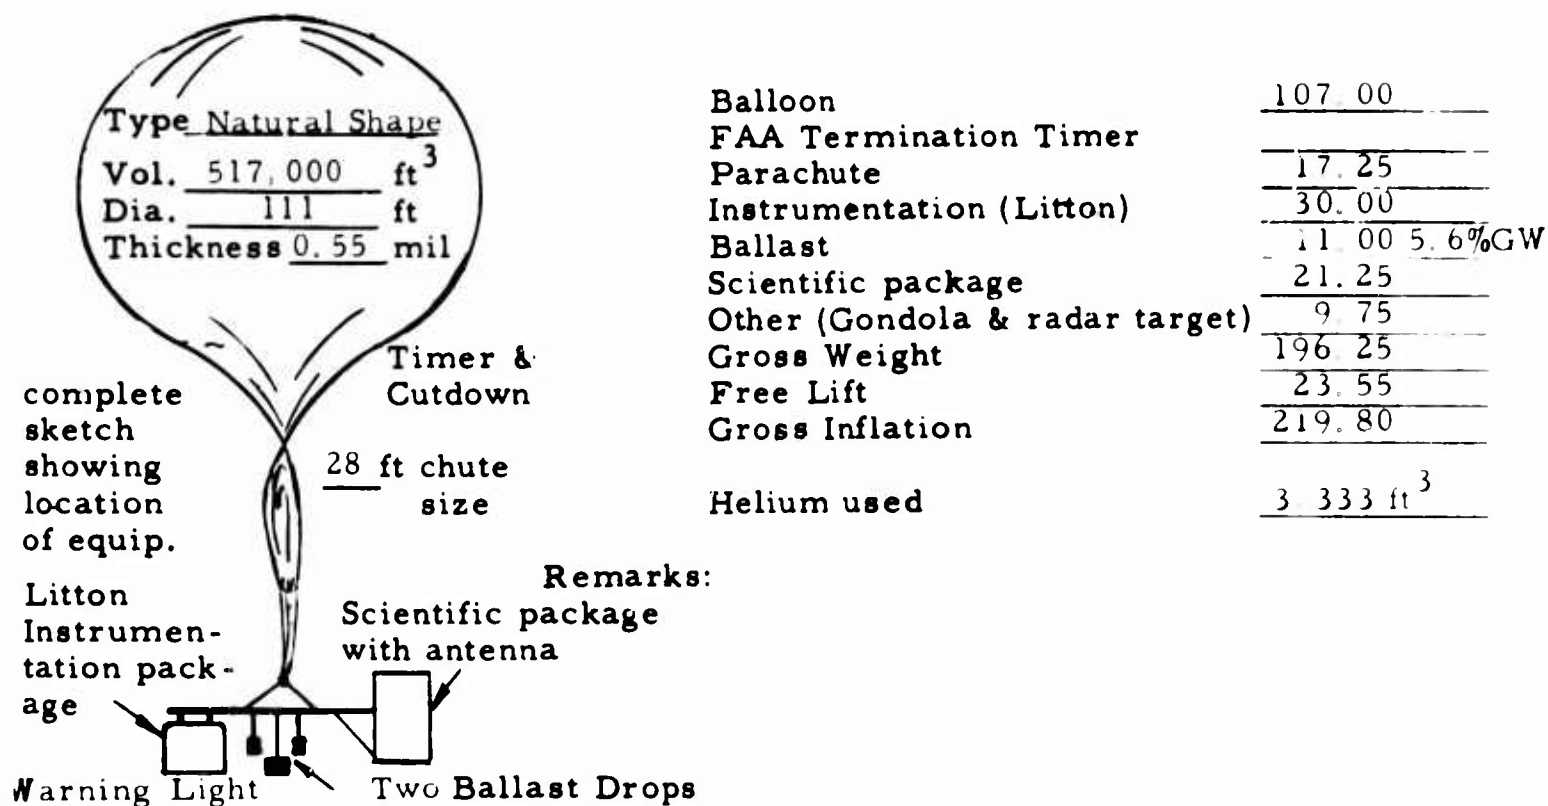 Type Natural Shape
Vol. 517,000 ft³
Dia. 111 ft
Thickness 0.55 mil
Timer &
Cutdown
complete
sketch
showing
location
of equip.
28 ft chute
size
Litton
Instrumen-
tation pack-
age
Remarks:
Scientific package
with antenna
Warning Light
Two Ballast Drops
Balloon 107 00
FAA Termination Timer
Parachute 17.25
Instrumentation (Litton) 30.00
Ballast 11 00 5.6%GW
Scientific package 21.25
Other (Gondola & radar target) 9 75
Gross Weight 196 25
Free Lift 23.55
Gross Inflation 219.80
Helium used 3 333 ft³